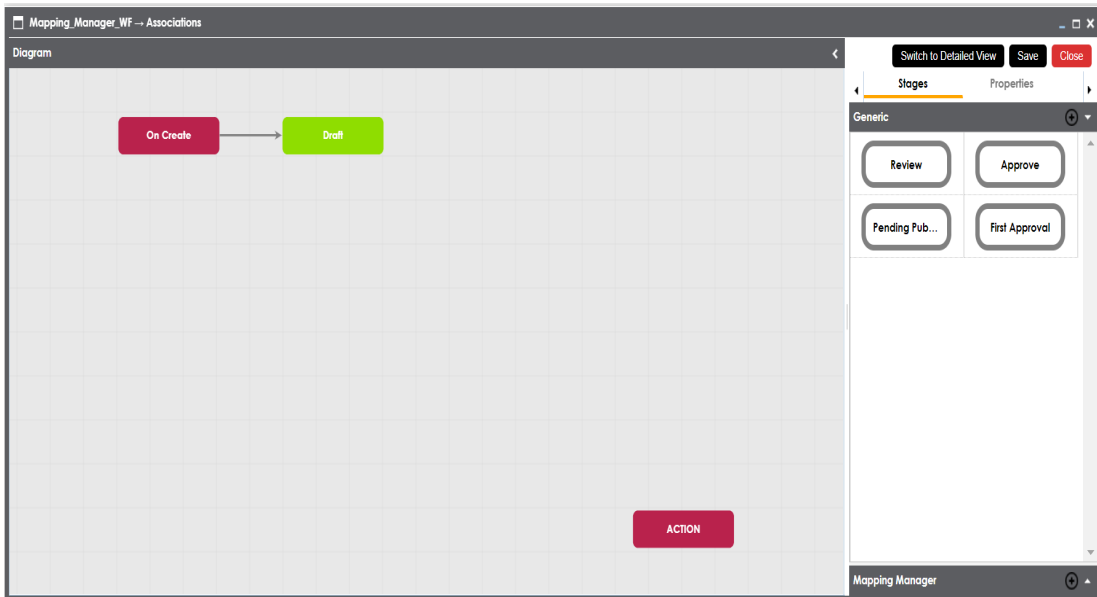 Mapping_Manager_WF → Associations
Diagram
Switch to Detailed View Save Close
Stages Properties
Generic
On Create Draft
Review Approve
Pending Pub... First Approval
ACTION
Mapping Manager